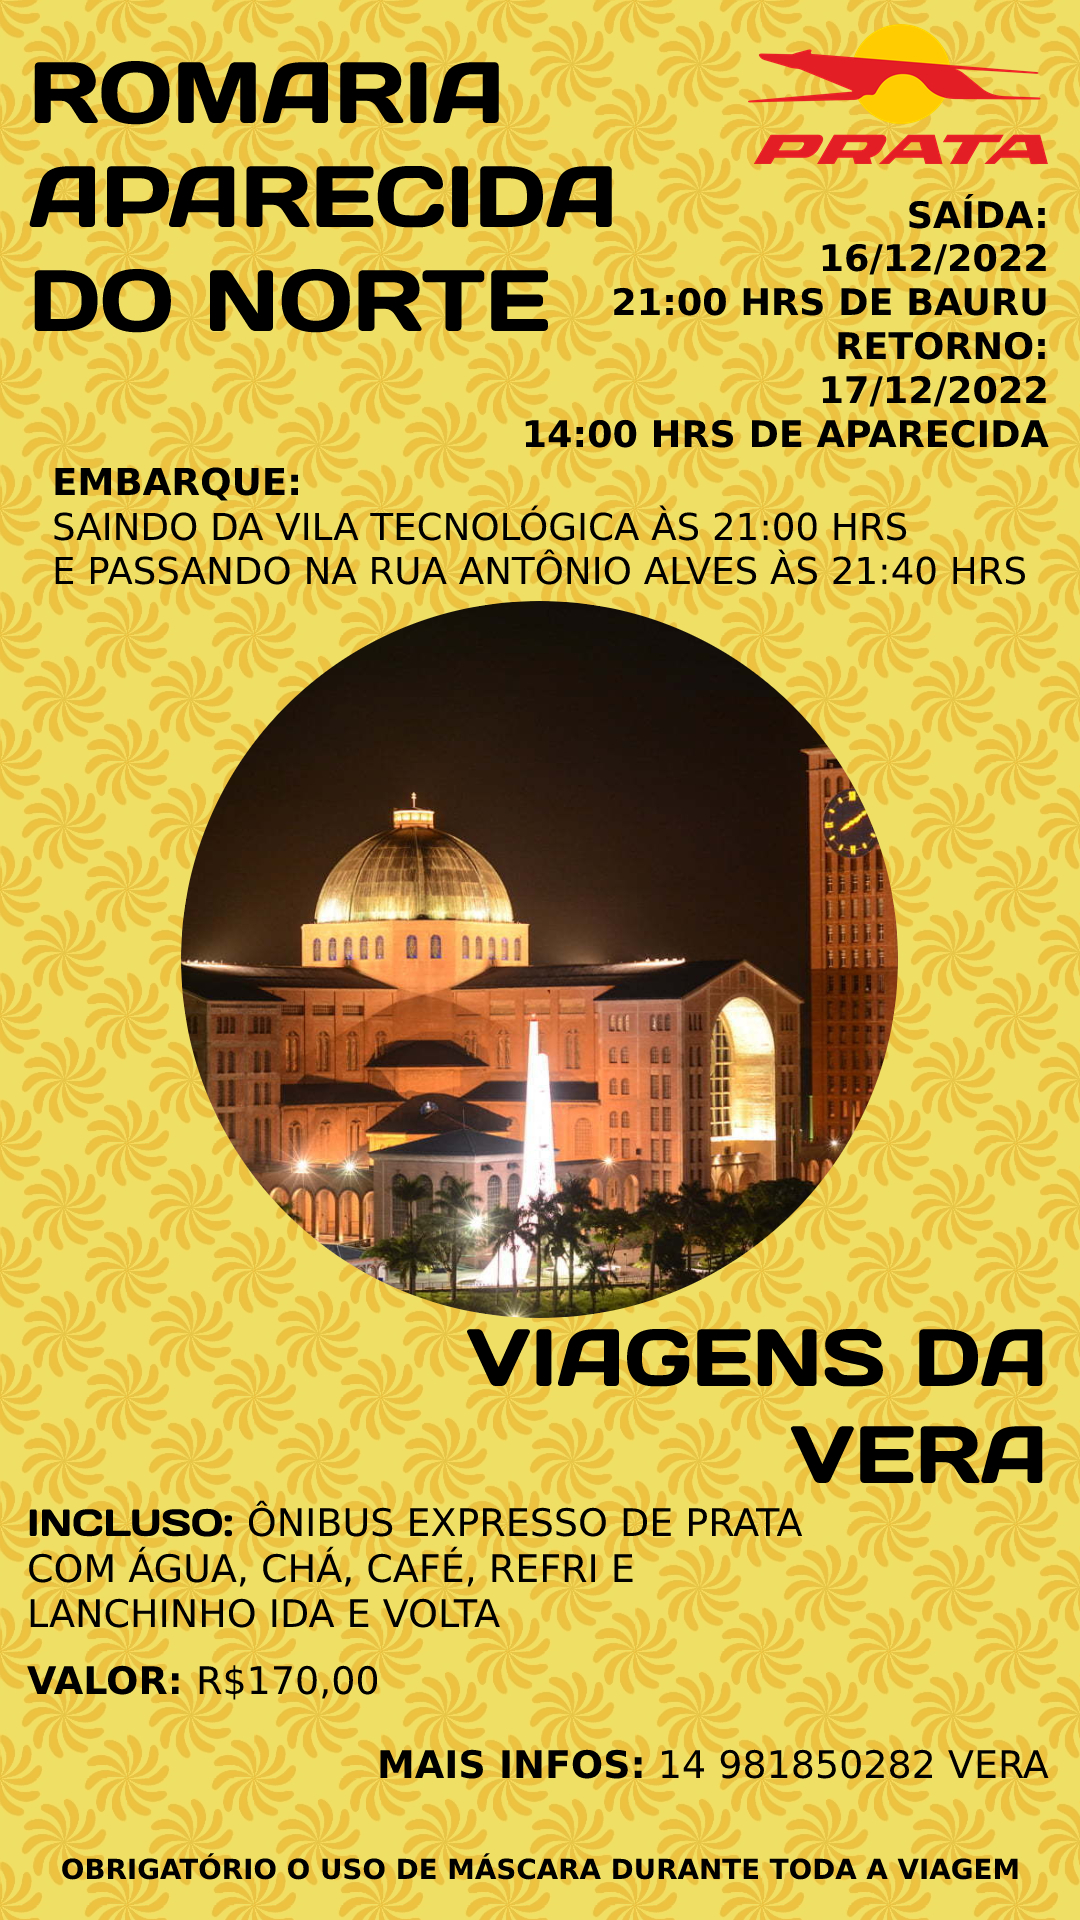 ROMARIA
APARECIDA
DO NORTE
PRATA
SAÍDA:
16/12/2022
21:00 HRS DE BAURU
RETORNO:
17/12/2022
14:00 HRS DE APARECIDA
EMBARQUE:
SAINDO DA VILA TECNOLÓGICA ÀS 21:00 HRS
E PASSANDO NA RUA ANTÔNIO ALVES ÀS 21:40 HRS
VIAGENS DA
VERA
INCLUSO: ÔNIBUS EXPRESSO DE PRATA
COM ÁGUA, CHÁ, CAFÉ, REFRI E
LANCHINHO IDA E VOLTA
VALOR: R$170,00
MAIS INFOS: 14 981850282 VERA
OBRIGATÓRIO O USO DE MÁSCARA DURANTE TODA A VIAGEM